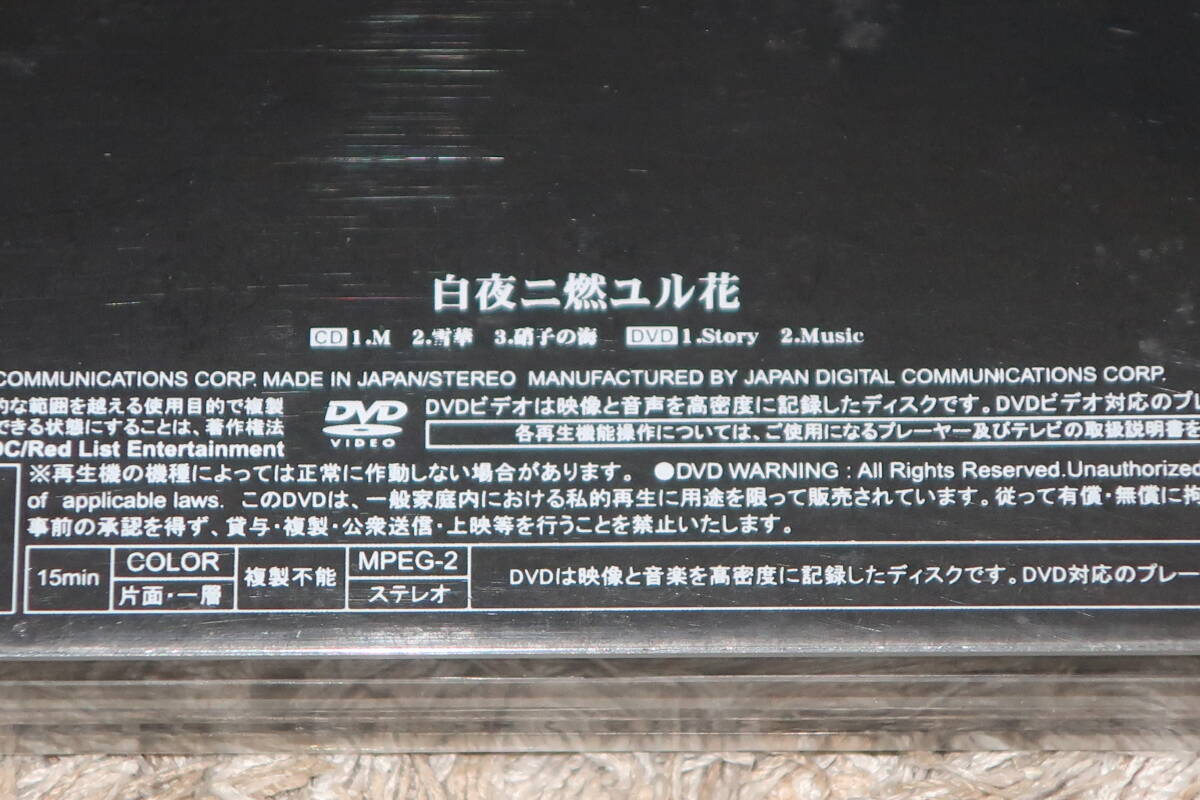 白夜ニ燃ユル花
CD 1.M 2.雪華 3.硝子の海 DVD 1.Story 2.Music
COMMUNICATIONS CORP. MADE IN JAPAN/STEREO MANUFACTURED BY JAPAN DIGITAL COMMUNICATIONS CORP.
的な範囲を越える使用目的で複製
できる状態にすることは、著作権法
DC/Red List Entertainment
DVD
VIDEO
DVDビデオは映像と音声を高密度に記録したディスクです。DVDビデオ対応のプレ
各再生機能操作については、ご使用になるプレーヤー及びテレビの取扱説明書を
※再生機の機種によっては正常に作動しない場合があります。 ●DVD WARNING : All Rights Reserved.Unauthorized
of applicable laws. このDVDは、一般家庭内における私的再生に用途を限って販売されています。従って有償・無償に拘
事前の承認を得ず、貸与・複製・公衆送信・上映等を行うことを禁止いたします。
15min
COLOR
片面・一層
複製不能
MPEG-2
ステレオ
DVDは映像と音楽を高密度に記録したディスクです。DVD対応のプレー